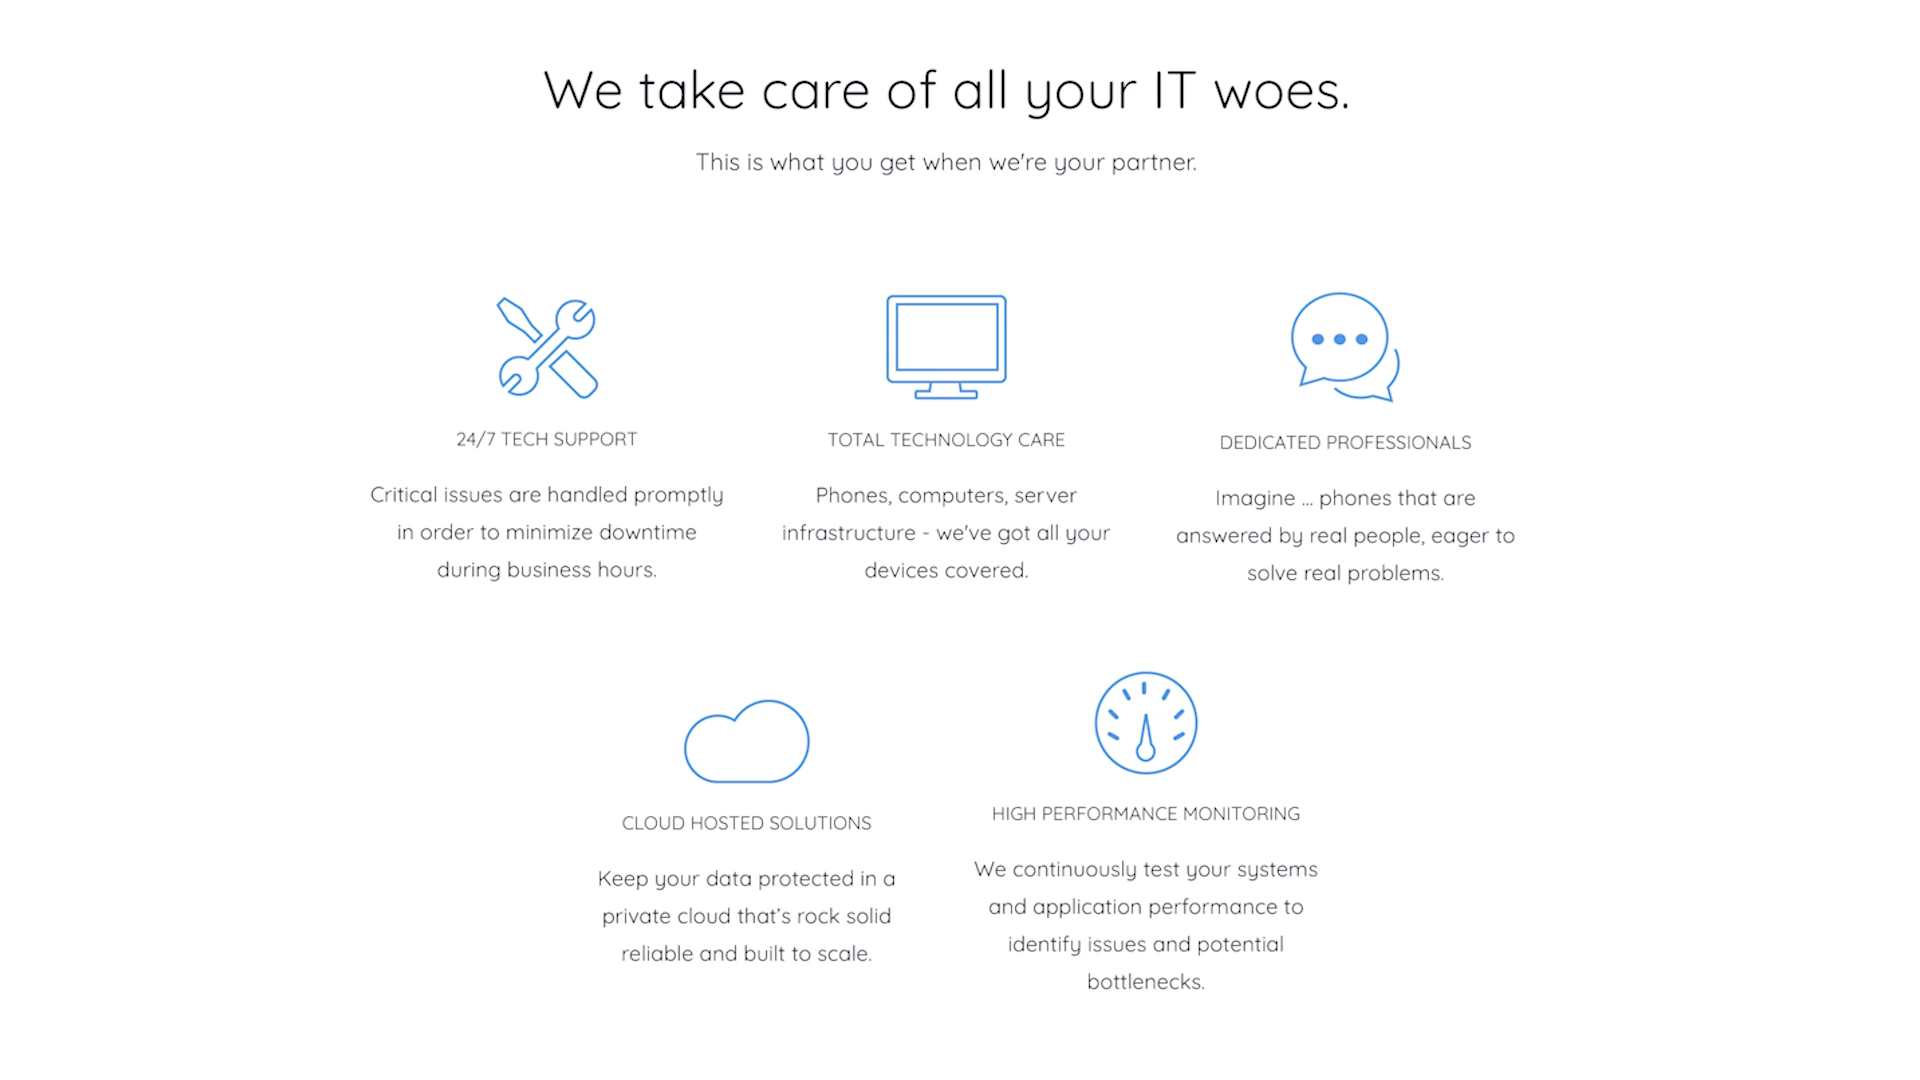 We take care of all your IT woes.
This is what you get when we're your partner.
24/7 TECH SUPPORT
Critical issues are handled promptly
in order to minimize downtime
during business hours.
TOTAL TECHNOLOGY CARE
Phones, computers, server
infrastructure - we've got all your
devices covered.
DEDICATED PROFESSIONALS
Imagine ... phones that are
answered by real people, eager to
solve real problems.
CLOUD HOSTED SOLUTIONS
Keep your data protected in a
private cloud that’s rock solid
reliable and built to scale.
HIGH PERFORMANCE MONITORING
We continuously test your systems
and application performance to
identify issues and potential
bottlenecks.